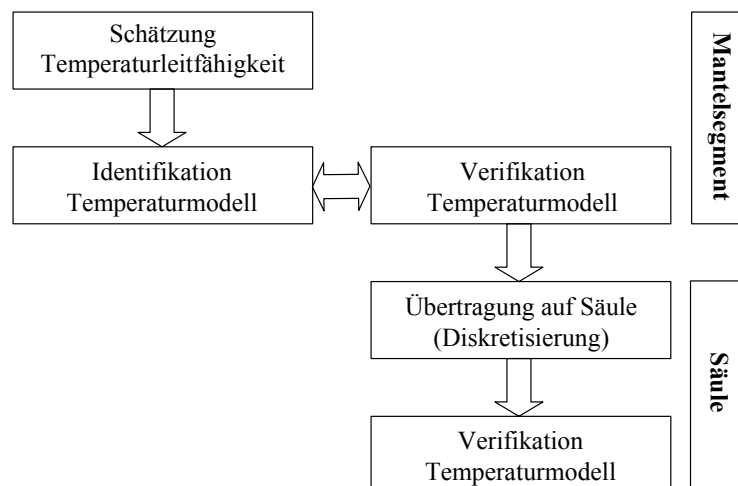 Schätzung
Temperaturleitfähigkeit
Identifikation
Temperaturmodell
Verifikation
Temperaturmodell
Mantelsegment
Übertragung auf Säule
(Diskretisierung)
Verifikation
Temperaturmodell
Säule